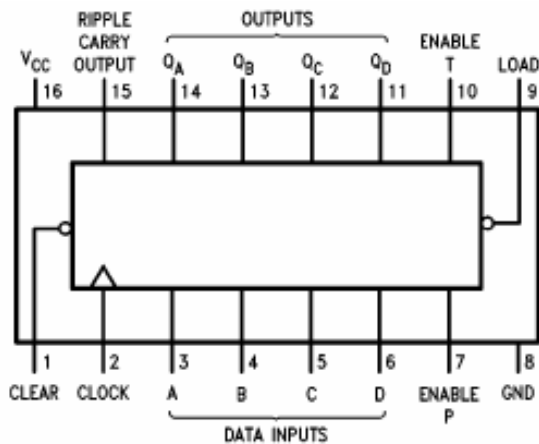 RIPPLE
CARRY
OUTPUT
OUTPUTS
ENABLE
T
VCC
QA
QB
QC
QD
LOAD
16 15 14 13 12 11 10 9
1 2 3 4 5 6 7 8
CLEAR CLOCK A B C D ENABLE
P
GND
DATA INPUTS